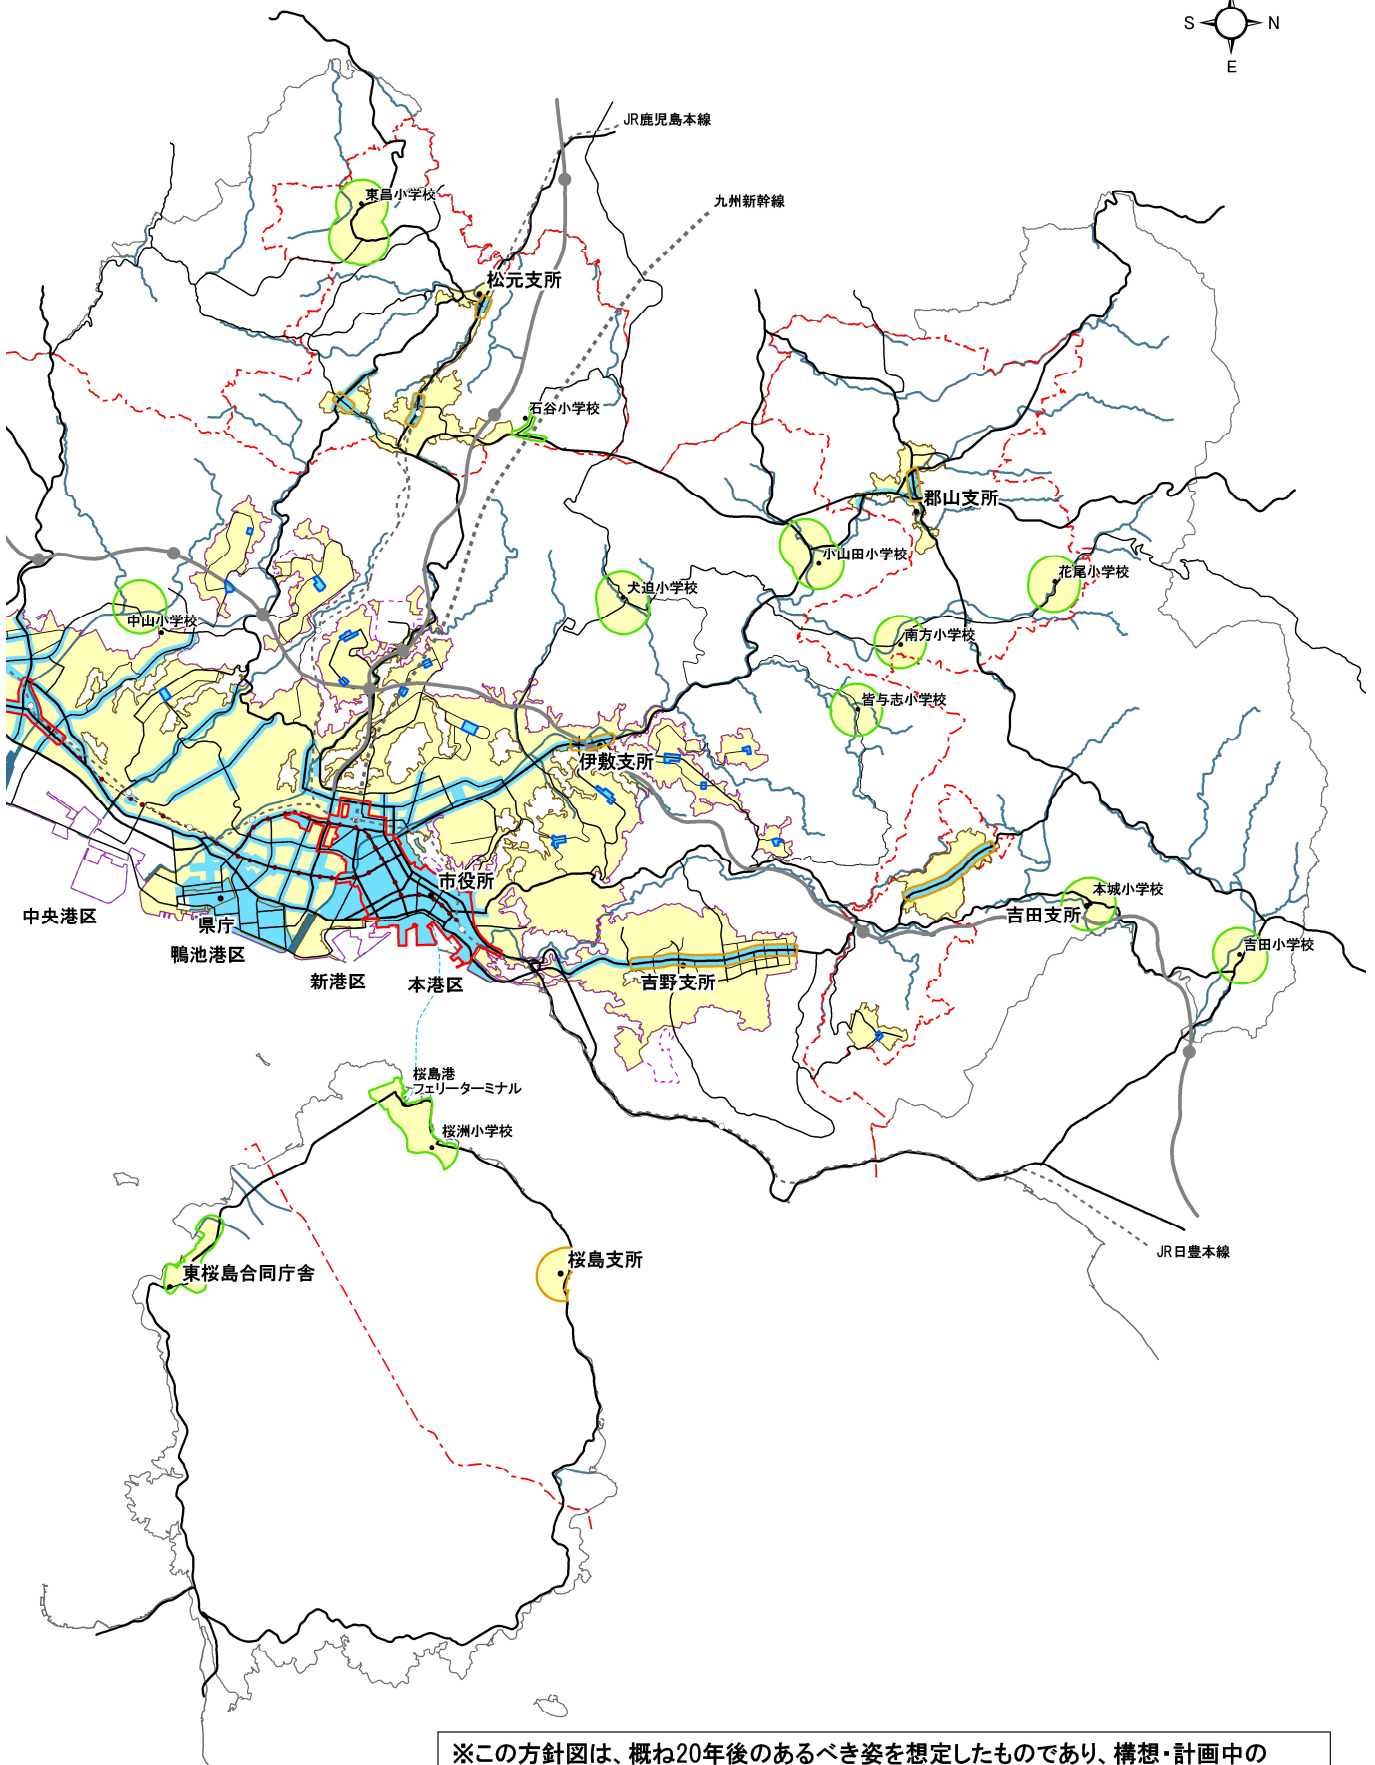 S
N
E
JR鹿児島本線
九州新幹線
東昌小学校
松元支所
石谷小学校
郡山支所
小山田小学校
花尾小学校
犬迫小学校
中山小学校
南方小学校
皆与志小学校
伊敷支所
市役所
本城小学校
吉田支所
中央港区
県庁
吉田小学校
鴨池港区
新港区
本港区
吉野支所
桜島港
フェリーターミナル
桜洲小学校
JR日豊本線
桜島支所
東桜島合同庁舎
※この方針図は、概ね20年後のあるべき姿を想定したものであり、構想・計画中の